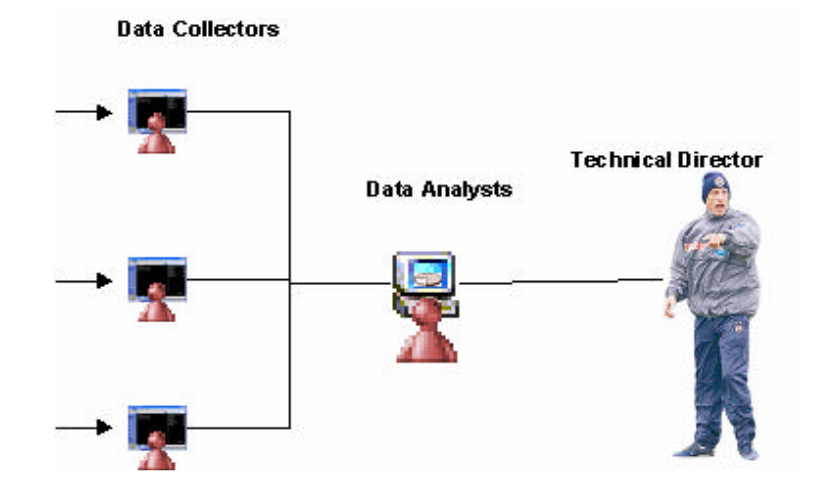 Data Collectors
Technical Director
Data Analysts